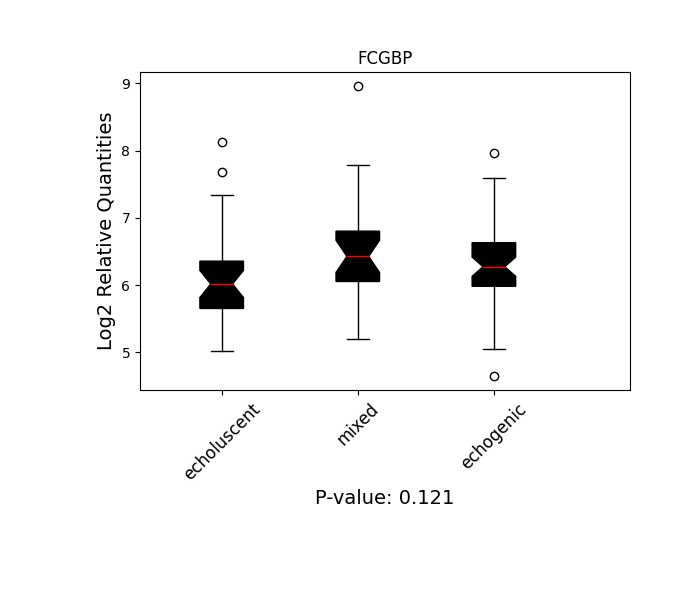 FCGBP
Log2 Relative Quantities
9
8
7
6
5
echoluscent
mixed
echogenic
P-value: 0.121